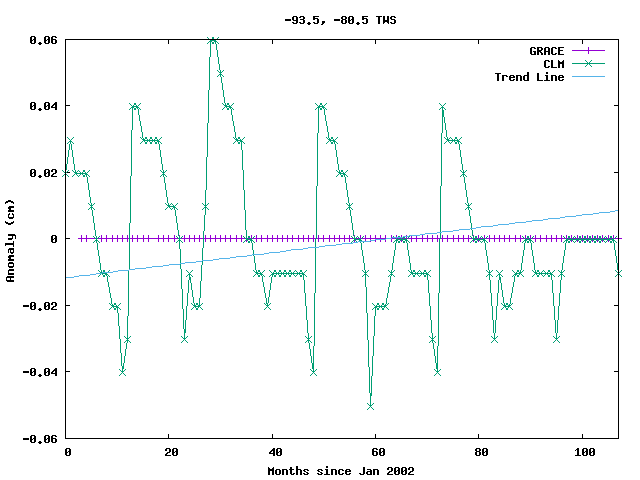 -93.5, -80.5 TWS
0.06
0.04
0.02
0
-0.02
-0.04
-0.06
Anomaly (cm)
GRACE
CLM
Trend Line
0 20 40 60 80 100
Months since Jan 2002